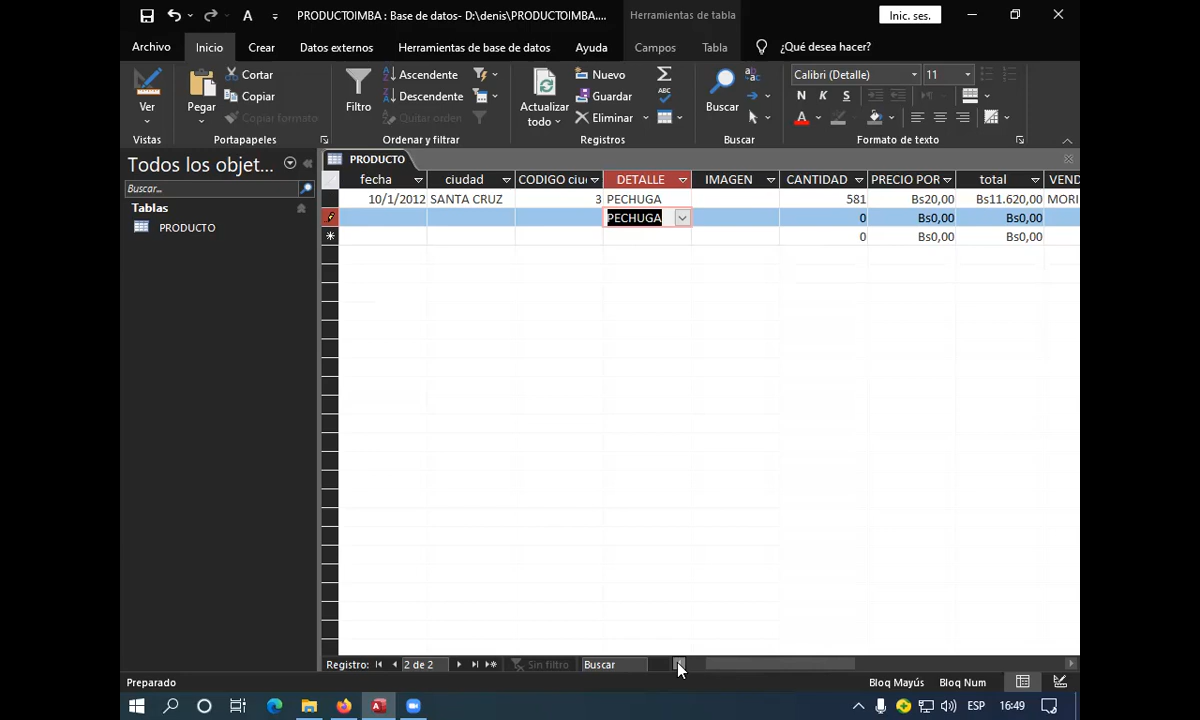 PRODUCTOIMBA : Base de datos- D:\denis\PRODUCTOIMBA....
Herramientas de tabla
Inic. ses.
Archivo
Inicio
Crear
Datos externos
Herramientas de base de datos
Ayuda
Campos
Tabla
¿Qué desea hacer?
Ver
Vistas
Pegar
Cortar
Copiar
Copiar formato
Portapapeles
Filtro
Ascendente
Descendente
Quitar orden
Ordenar y filtrar
Actualizar
todo
Nuevo
Guardar
Eliminar
Registros
Buscar
Buscar
Calibri (Detalle)
11
N K S
Formato de texto
Todos los objet...
Buscar...
Tablas
PRODUCTO
PRODUCTO
fecha ciudad CODIGO ciu DETALLE IMAGEN CANTIDAD PRECIO POR total VEND
10/1/2012 SANTA CRUZ 3 PECHUGA 581 Bs20,00 Bs11.620,00 MORI
PECHUGA 0 Bs0,00 Bs0,00
0 Bs0,00 Bs0,00
Registro: 2 de 2 Sin filtro Buscar
Preparado
Bloq Mayús
Bloq Num
ESP
16:49